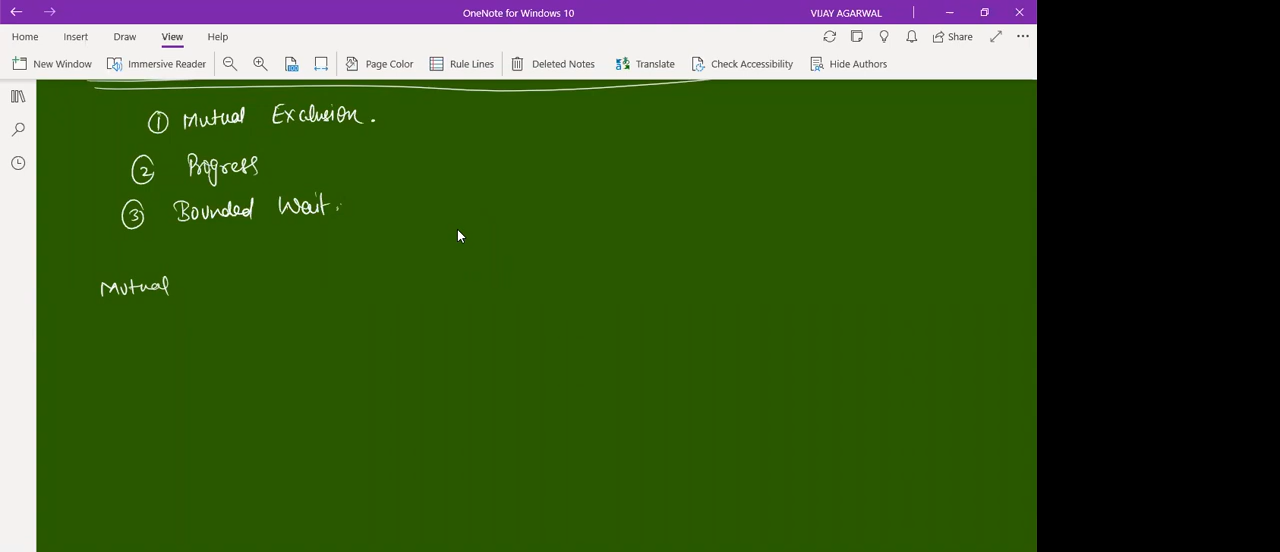 OneNote for Windows 10
VIJAY AGARWAL
Home Insert Draw View Help
Share
New Window Immersive Reader Page Color Rule Lines Deleted Notes Translate Check Accessibility Hide Authors
① Mutual Exclusion.
② Progress
③ Bounded Wait.
Mutual